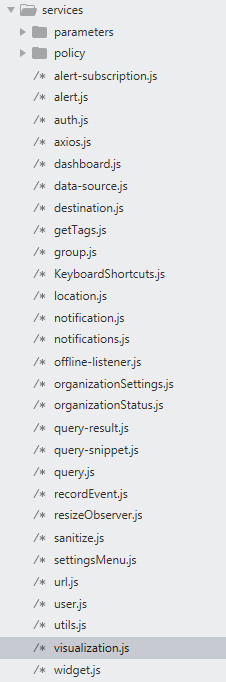 services
parameters
policy
/* alert-subscription.js
/* alert.js
/* auth.js
/* axios.js
/* dashboard.js
/* data-source.js
/* destination.js
/* getTags.js
/* group.js
/* KeyboardShortcuts.js
/* location.js
/* notification.js
/* notifications.js
/* offline-listener.js
/* organizationSettings.js
/* organizationStatus.js
/* query-result.js
/* query-snippet.js
/* query.js
/* recordEvent.js
/* resizeObserver.js
/* sanitize.js
/* settingsMenu.js
/* url.js
/* user.js
/* utils.js
/* visualization.js
/* widget.js